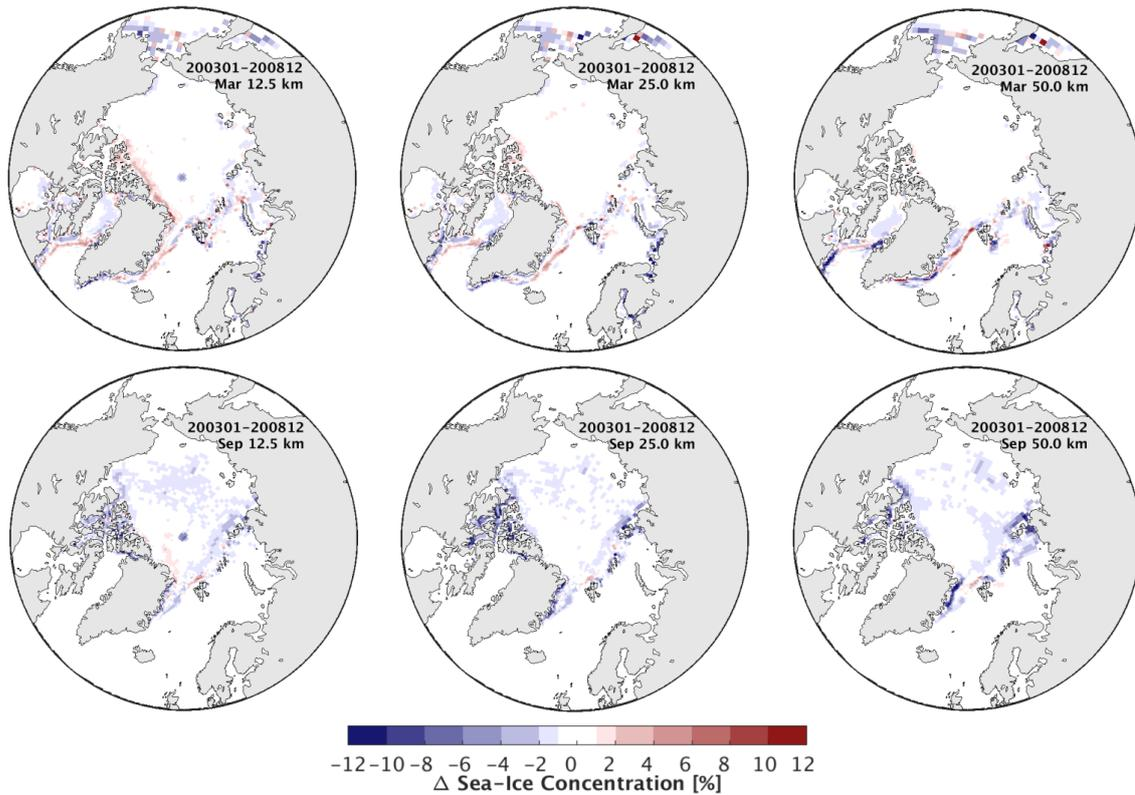 200301-200812
Mar 12.5 km
200301-200812
Mar 25.0 km
200301-200812
Mar 50.0 km
200301-200812
Sep 12.5 km
200301-200812
Sep 25.0 km
200301-200812
Sep 50.0 km
-12 -10 -8 -6 -4 -2 0 2 4 6 8 10 12
Δ Sea-Ice Concentration [%]